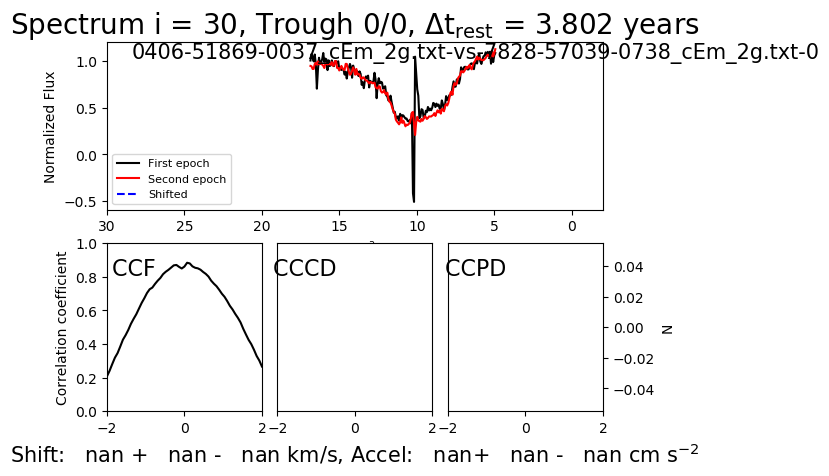 Spectrum i = 30, Trough 0/0, Δt_rest = 3.802 years
0406-51869-0037_cEm_2g.txt-vs-7828-57039-0738_cEm_2g.txt-0
Normalized Flux
1.0
0.5
0.0
−0.5
First epoch
Second epoch
Shifted
30 25 20 15 10 5 0
Correlation coefficient
1.0
0.8
0.6
0.4
0.2
0.0
CCF
CCCD
CCPD
0.04
0.02
0.00
−0.02
−0.04
N
−2 0 2
−2 0 2
−2 0 2
Shift: nan + nan - nan km/s, Accel: nan+ nan - nan cm s⁻²